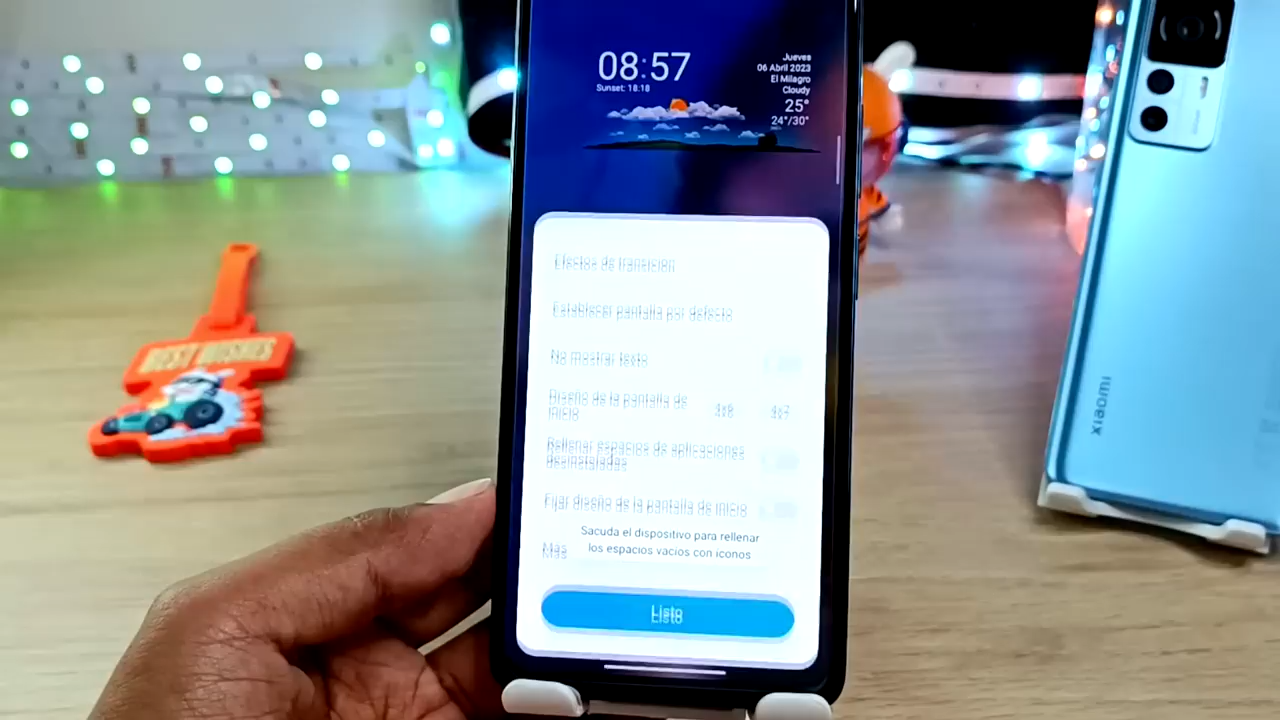 08:57
Sunset: 18:18
Jueves
06 Abril 2023
El Milagro
Cloudy
25°
24°/30°
Efectos de transición
Establecer pantalla por defecto
No mostrar texto
Diseño de la pantalla de
inicio
4x6 4x7
Rellenar espacios de aplicaciones
desinstaladas
Fijar diseño de la pantalla de inicio
Sacuda el dispositivo para rellenar
los espacios vacíos con iconos
Más
Listo
BEST WISHES
xiaomi